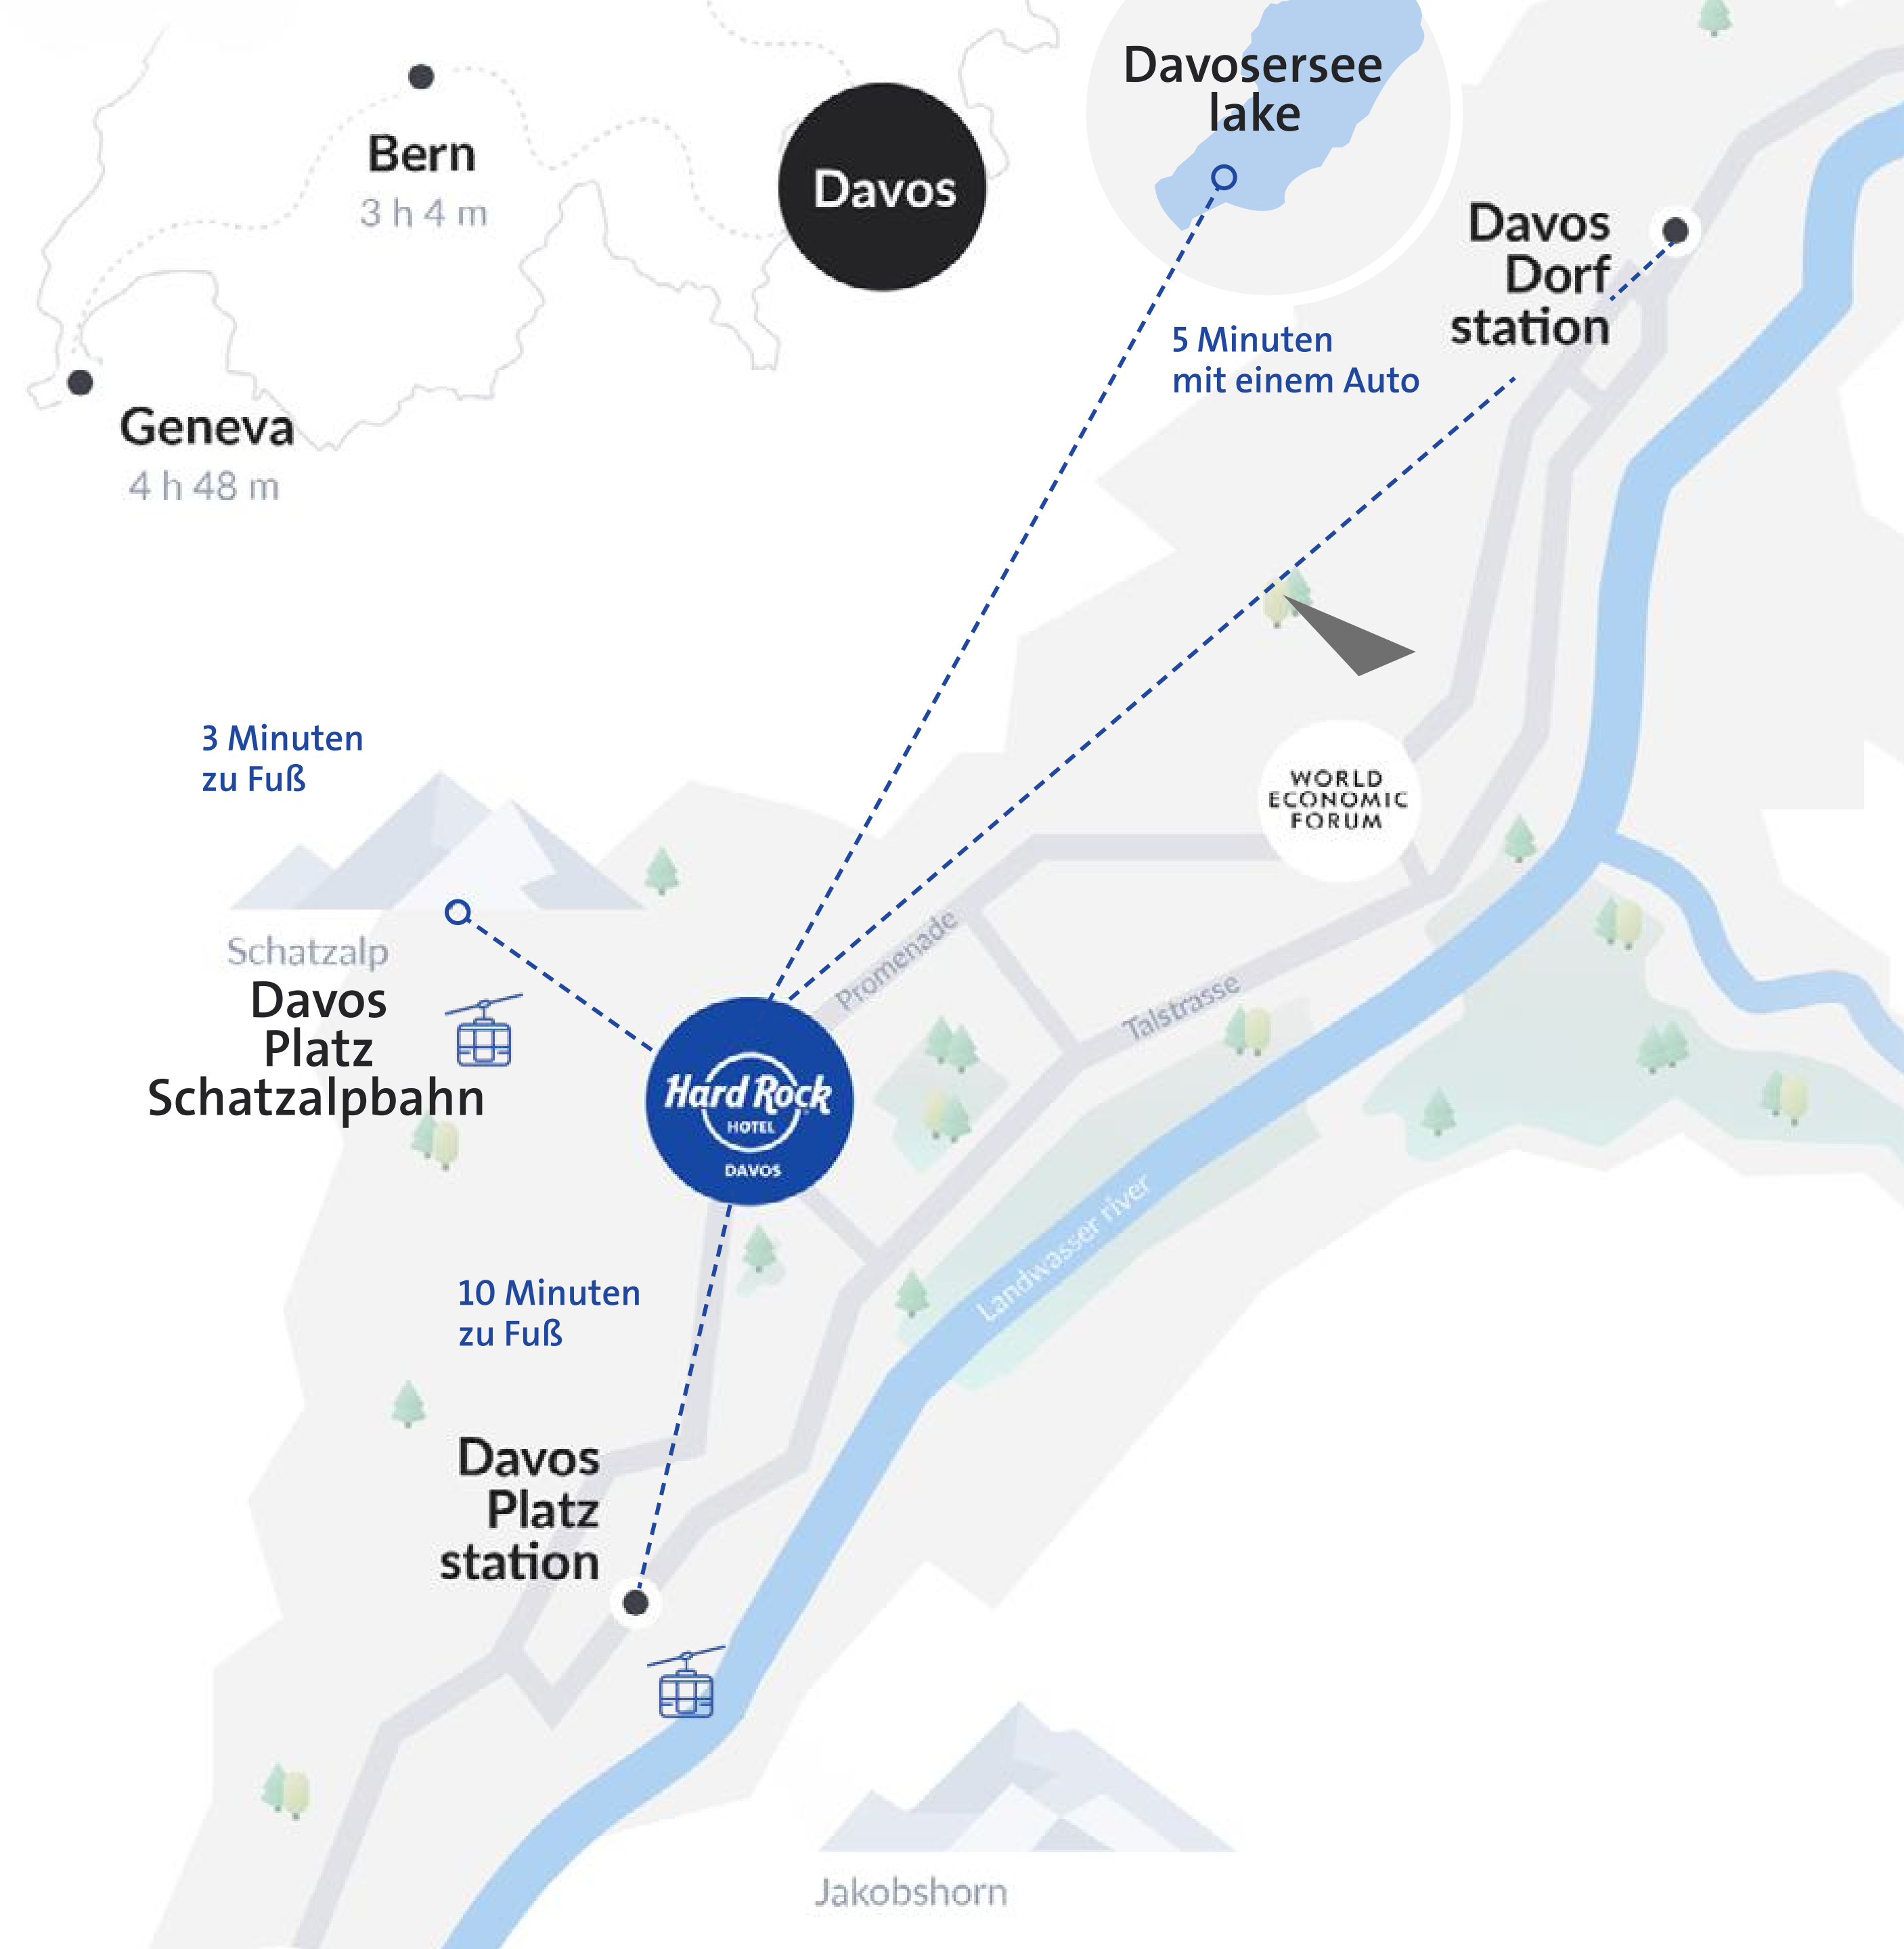 Bern
3 h 4 m
Davos
Davosersee
lake
Davos
Dorf
station
Geneva
4 h 48 m
5 Minuten
mit einem Auto
3 Minuten
zu Fuß
WORLD
ECONOMIC
FORUM
Schatzalp
Davos
Platz
Schatzalpbahn
Promenade
Talstrasse
Hard Rock
HOTEL
DAVOS
Landwasser river
10 Minuten
zu Fuß
Davos
Platz
station
Jakobshorn